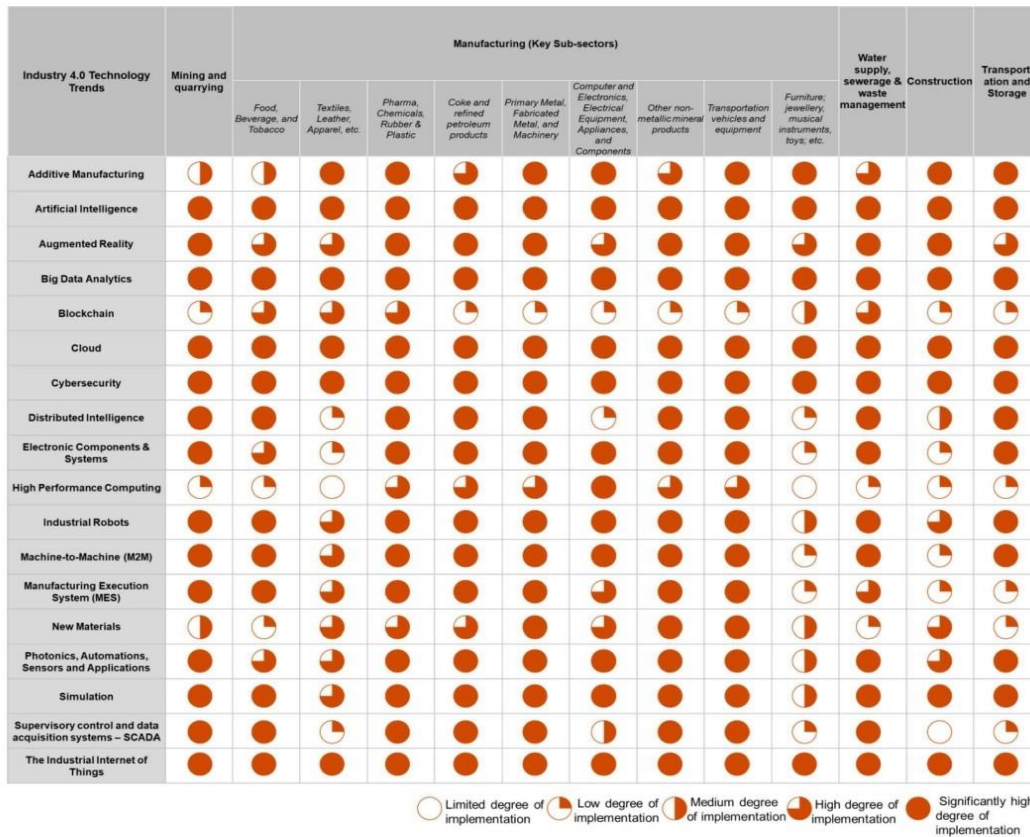 Industry 4.0 Technology
Trends
Mining and
quarrying
Manufacturing (Key Sub-sectors)
Food,
Beverage, and
Tobacco
Textiles,
Leather,
Apparel, etc.
Pharma,
Chemicals,
Rubber &
Plastic
Coke and
refined
petroleum
products
Primary Metal,
Fabricated
Metal, and
Machinery
Computer and
Electronics,
Electrical
Equipment,
Appliances,
and
Components
Other non-
metallic mineral
products
Transportation
vehicles and
equipment
Furniture;
jewellery,
musical
instruments,
toys; etc.
Water
supply,
sewerage &
waste
management
Construction
Transport
ation and
Storage
Additive Manufacturing
Artificial Intelligence
Augmented Reality
Big Data Analytics
Blockchain
Cloud
Cybersecurity
Distributed Intelligence
Electronic Components &
Systems
High Performance Computing
Industrial Robots
Machine-to-Machine (M2M)
Manufacturing Execution
System (MES)
New Materials
Photonics, Automations,
Sensors and Applications
Simulation
Supervisory control and data
acquisition systems – SCADA
The Industrial Internet of
Things
Limited degree of
implementation
Low degree of
implementation
Medium degree
of implementation
High degree of
implementation
Significantly high
degree of
implementation